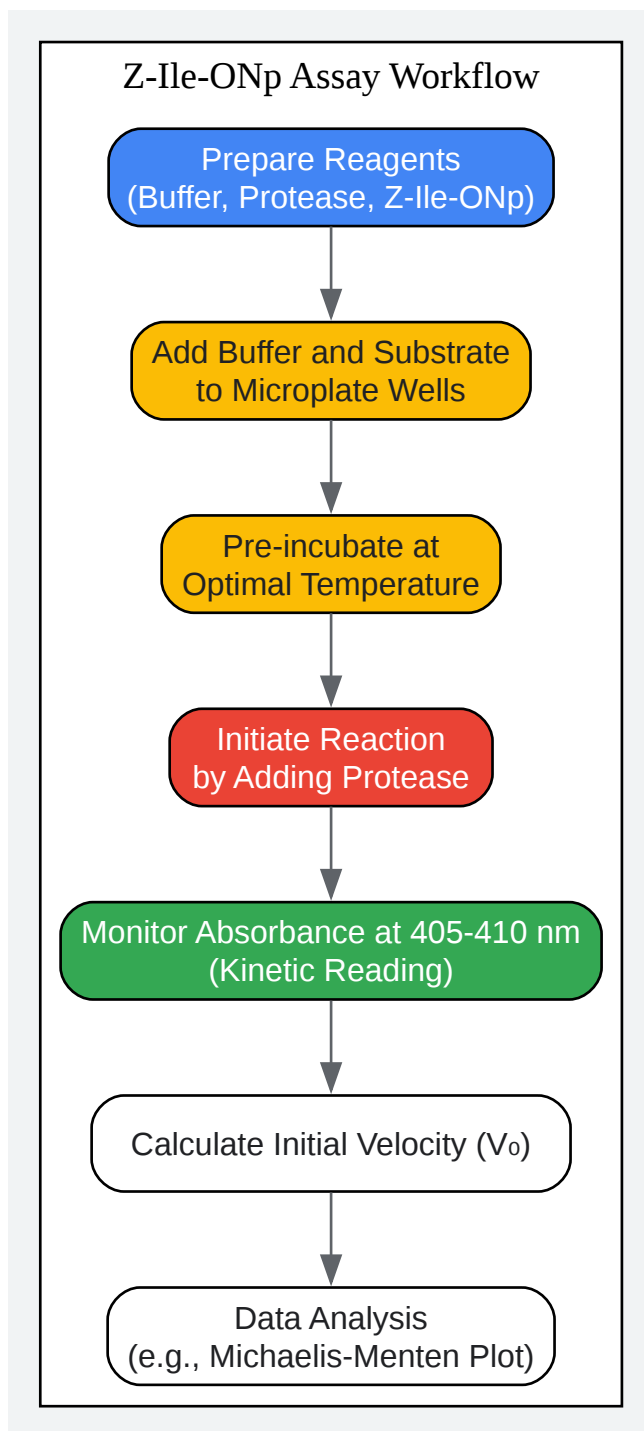 Z-Ile-ONp Assay Workflow
Prepare Reagents
(Buffer, Protease, Z-Ile-ONp)
Add Buffer and Substrate
to Microplate Wells
Pre-incubate at
Optimal Temperature
Initiate Reaction
by Adding Protease
Monitor Absorbance at 405-410 nm
(Kinetic Reading)
Calculate Initial Velocity (V₀)
Data Analysis
(e.g., Michaelis-Menten Plot)